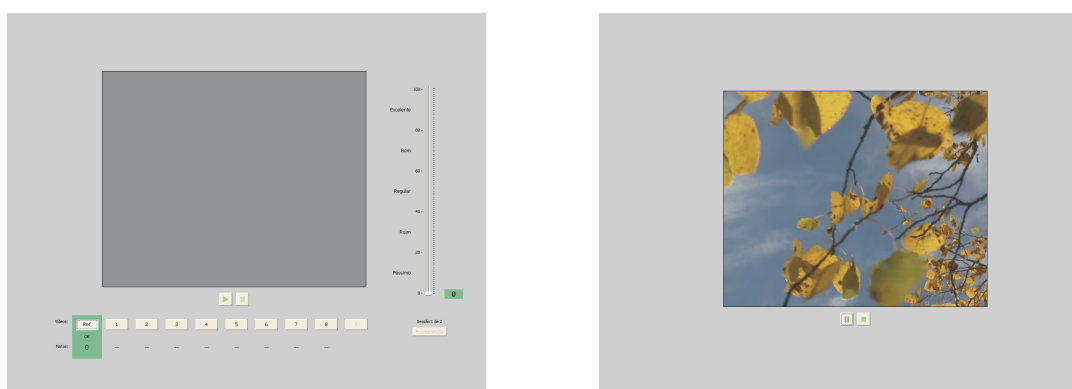 100
Excelente
80
Bom
60
Regular
40
Ruim
20
Péssimo
0 0
Vídeos: Ref 1 2 3 4 5 6 7 8
Sessão 1 de 2
Notas: 0 -- -- -- -- -- -- -- --